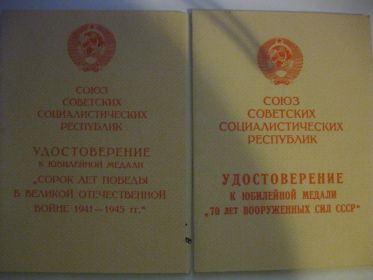 СОЮЗ
СОВЕТСКИХ
СОЦИАЛИСТИЧЕСКИХ
РЕСПУБЛИК
УДОСТОВЕРЕНИЕ
К ЮБИЛЕЙНОЙ МЕДАЛИ
„СОРОК ЛЕТ ПОБЕДЫ
В ВЕЛИКОЙ ОТЕЧЕСТВЕННОЙ
ВОЙНЕ 1941—1945 гг.“
СОЮЗ
СОВЕТСКИХ
СОЦИАЛИСТИЧЕСКИХ
РЕСПУБЛИК
УДОСТОВЕРЕНИЕ
К ЮБИЛЕЙНОЙ МЕДАЛИ
„70 ЛЕТ ВООРУЖЕННЫХ СИЛ СССР“